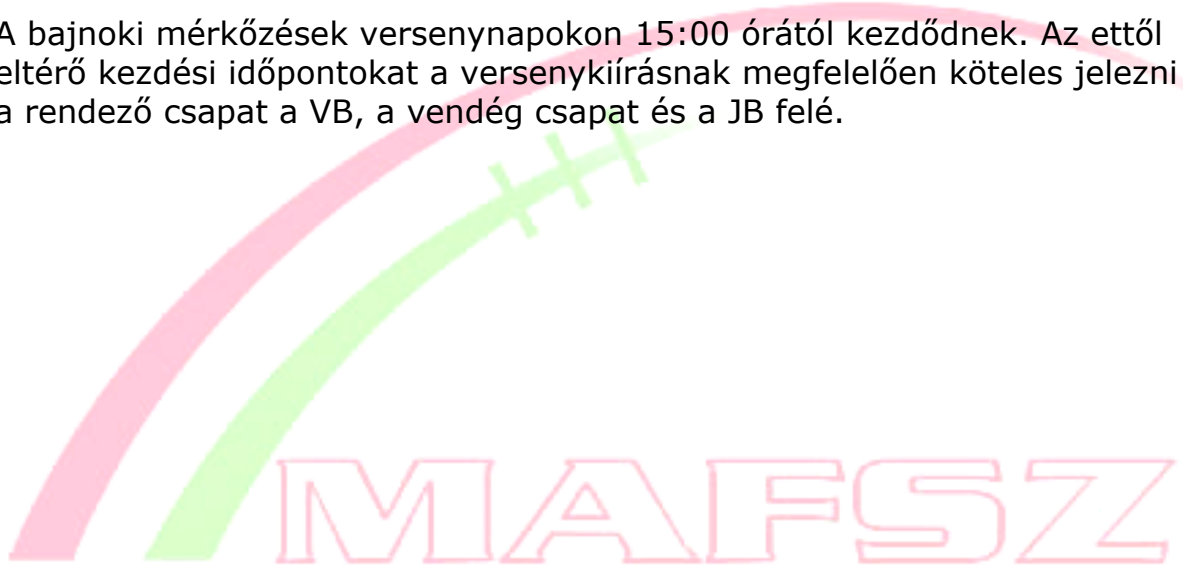 A bajnoki mérkőzések versenynapokon 15:00 órától kezdődnek. Az ettől
eltérő kezdési időpontokat a versenykiírásnak megfelelően köteles jelezni
a rendező csapat a VB, a vendég csapat és a JB felé.
MAFSZ